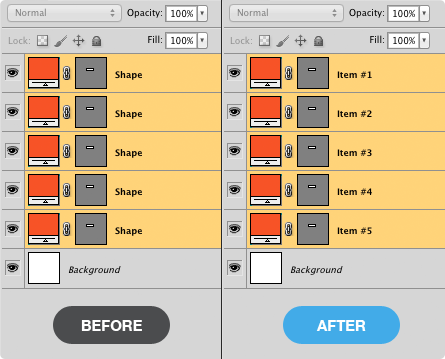 Normal Opacity: 100%
Lock: Fill: 100%
Shape
Shape
Shape
Shape
Shape
Background
BEFORE
Normal Opacity: 100%
Lock: Fill: 100%
Item #1
Item #2
Item #3
Item #4
Item #5
Background
AFTER